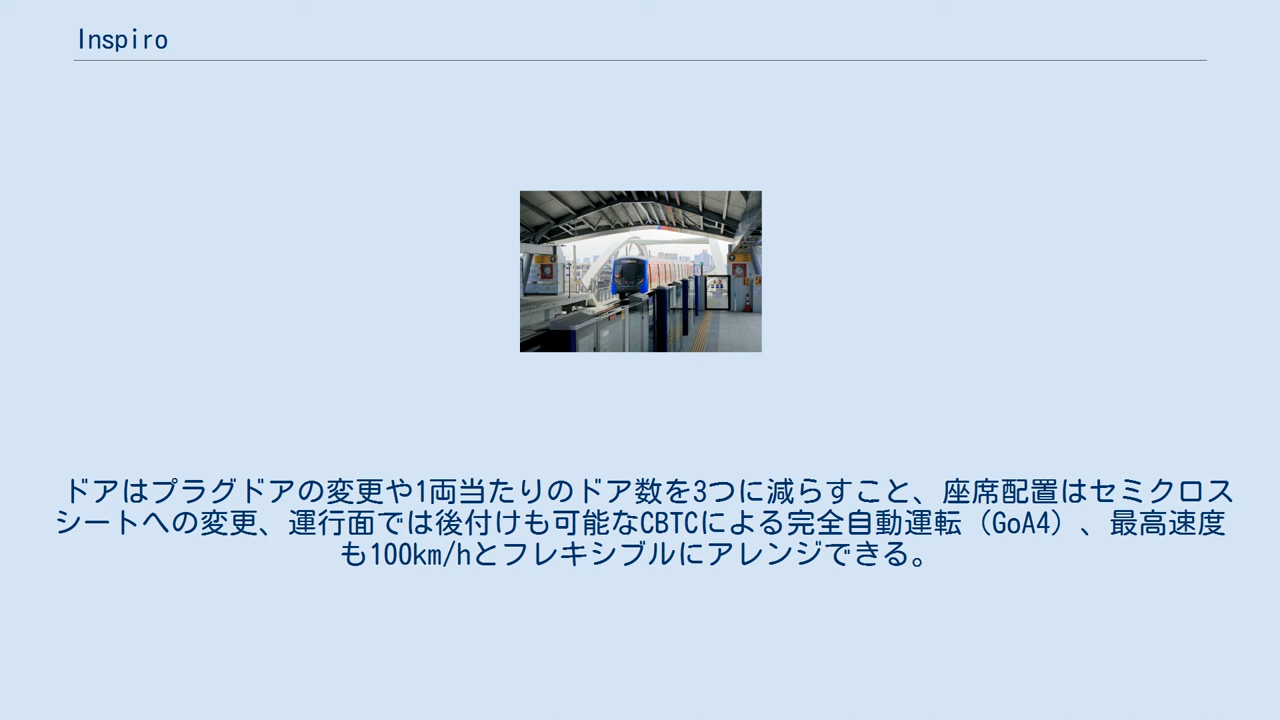 Inspiro
ドアはプラグドアの変更や1両当たりのドア数を3つに減らすこと、座席配置はセミクロス
シートへの変更、運行面では後付けも可能なCBTCによる完全自動運転（GoA4）、最高速度
も100km/hとフレキシブルにアレンジできる。